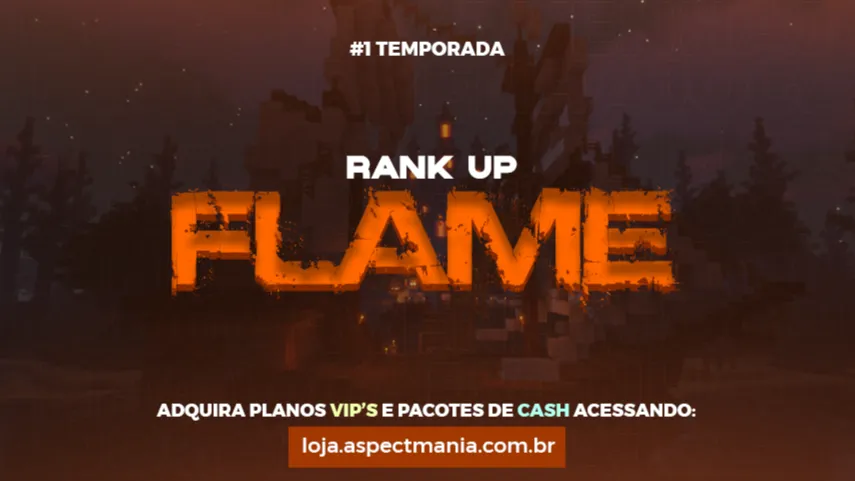 #1 TEMPORADA
RANK UP
FLAME
ADQUIRA PLANOS VIP'S E PACOTES DE CASH ACESSANDO:
loja.aspectmania.com.br